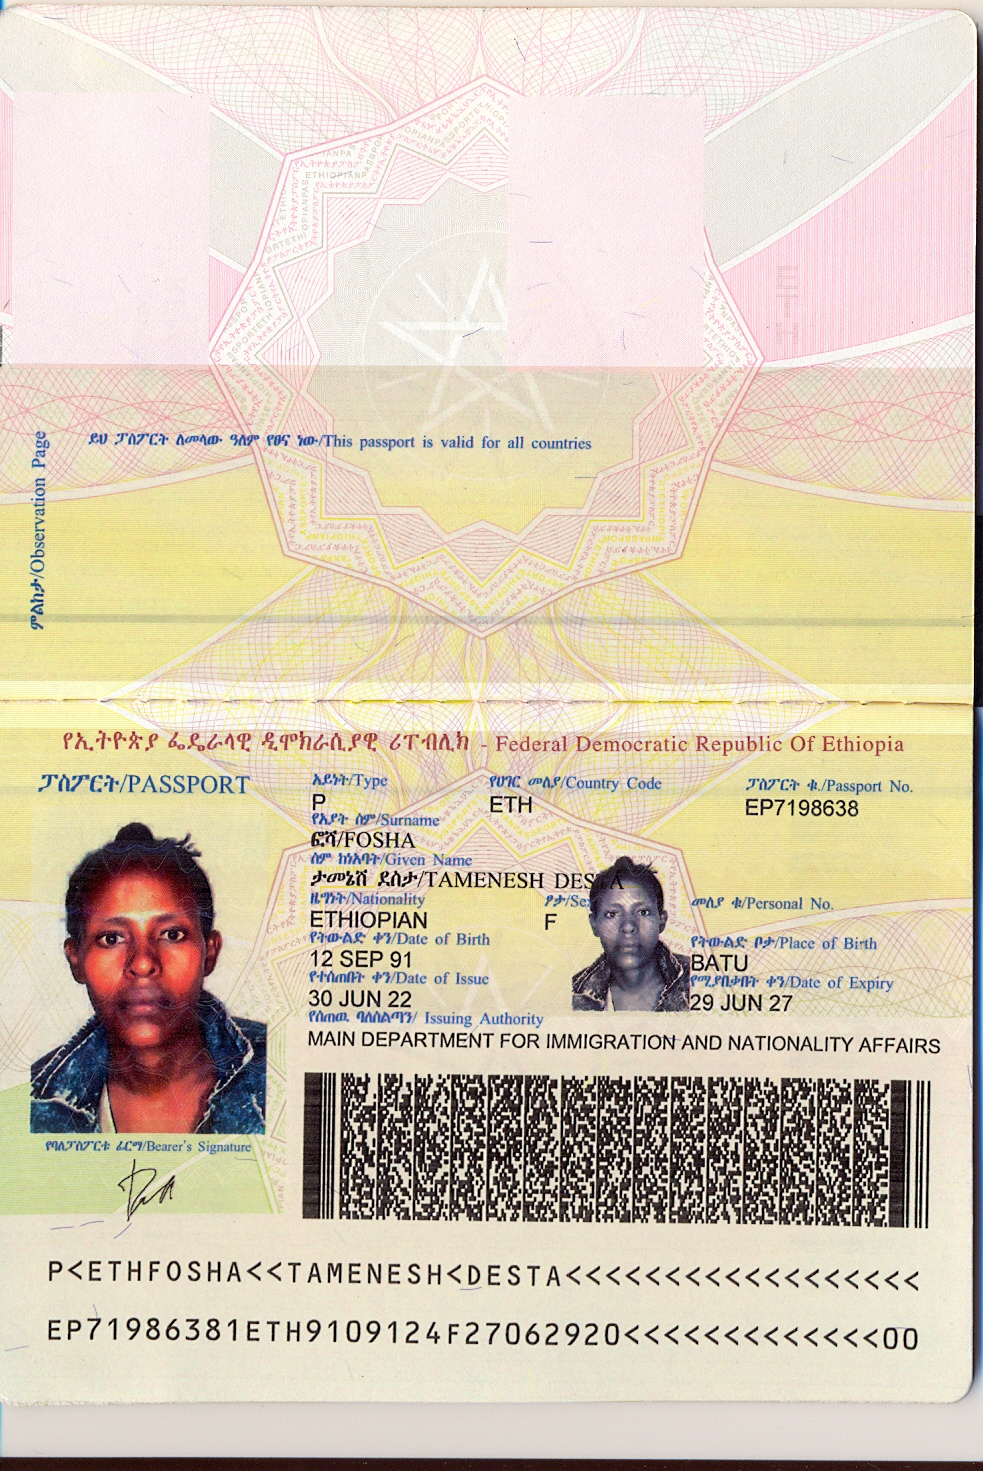 ይህ ፓስፖርት ለመላው ዓለም የፀና ነው/This passport is valid for all countries
ምልከታ/Observation Page
የኢትዮጵያ ፌዴራላዊ ዲሞክራሲያዊ ሪፐብሊክ - Federal Democratic Republic Of Ethiopia
ፓስፖርት/PASSPORT
አይነት/Type
P
የሀገር መለያ/Country Code
ETH
ፓስፖርት ቁ./Passport No.
EP7198638
የአያት ስም/Surname
ፎሻ/FOSHA
ስም ከነአባት/Given Name
ታመኔሽ ደስታ/TAMENESH DESTA
ዜግነት/Nationality
ETHIOPIAN
ፆታ/Sex
F
መለያ ቁ/Personal No.
የትውልድ ቀን/Date of Birth
12 SEP 91
የትውልድ ቦታ/Place of Birth
BATU
የተሰጠበት ቀን/Date of Issue
30 JUN 22
የሚያበቃበት ቀን/Date of Expiry
29 JUN 27
የሰጠዉ ባለስልጣን/ Issuing Authority
MAIN DEPARTMENT FOR IMMIGRATION AND NATIONALITY AFFAIRS
የባለፓስፖርቱ ፊርማ/Bearer's Signature
P<ETHFOSHA<<TAMENESH<DESTA<<<<<<<<<<<<<<<<<<
EP71986381ETH9109124F27062920<<<<<<<<<<<<<00